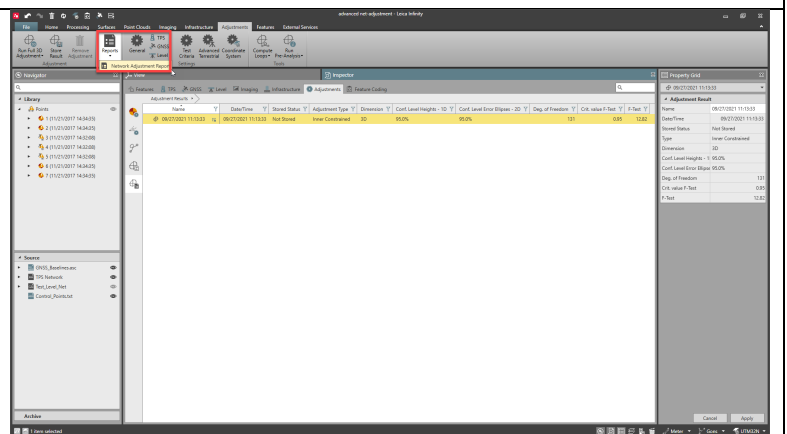 advanced net-adjustment - Leica Infinity
File Home Processing Surfaces Point Clouds Imaging Infrastructure Adjustments Features External Services
Run Full 3D Adjustment Store Result Remove Adjustment Reports General TPS GNSS Level Test Criteria Advanced Terrestrial Coordinate System Compute Loops Run Pre-Analysis
Adjustment Settings Tools
Network Adjustment Report
Navigator View Inspector Property Grid
Features TPS GNSS Level Imaging Infrastructure Adjustments Feature Coding
09/27/2021 11:13:33
Library
Adjustment Results
Adjustment Result
Points
Name Date/Time Stored Status Adjustment Type Dimension Conf. Level Heights - 1D Conf. Level Error Ellipses - 2D Deg. of Freedom Crit. value F-Test F-Test
Name 09/27/2021 11:13:33
1 (11/21/2017 14:34:35)
09/27/2021 11:13:33 09/27/2021 11:13:33 Not Stored Inner Constrained 3D 95.0% 95.0% 131 0.95 12.82
Date/Time 09/27/2021 11:13:33
2 (11/21/2017 14:34:35)
Stored Status Not Stored
3 (11/21/2017 14:32:08)
Type Inner Constrained
4 (11/21/2017 14:32:08)
Dimension 3D
5 (11/21/2017 14:32:08)
Conf. Level Heights - 1 95.0%
6 (11/21/2017 14:34:35)
Conf. Level Error Ellipse 95.0%
7 (11/21/2017 14:34:35)
Deg. of Freedom 131
Crit. value F-Test 0.95
F-Test 12.82
Source
GNSS_Baselines.asc
TPS Network
Test_Level_Net
Control_Points.txt
Archive
Cancel Apply
1 item selected
Meter Gons UTM32N